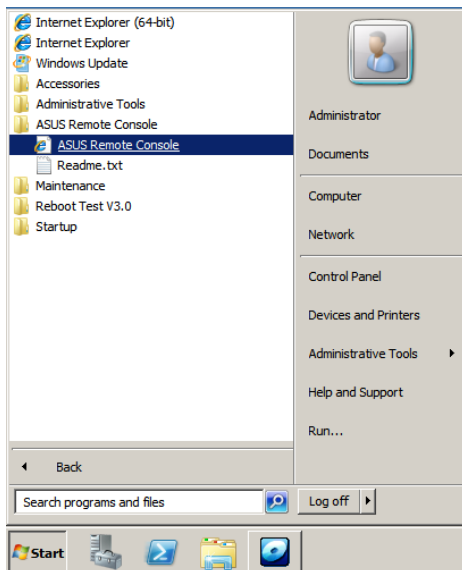 Internet Explorer (64-bit)
Internet Explorer
Windows Update
Accessories
Administrative Tools
ASUS Remote Console
ASUS Remote Console
Readme.txt
Maintenance
Reboot Test V3.0
Startup
Back
Search programs and files
Administrator
Documents
Computer
Network
Control Panel
Devices and Printers
Administrative Tools
Help and Support
Run...
Log off
Start